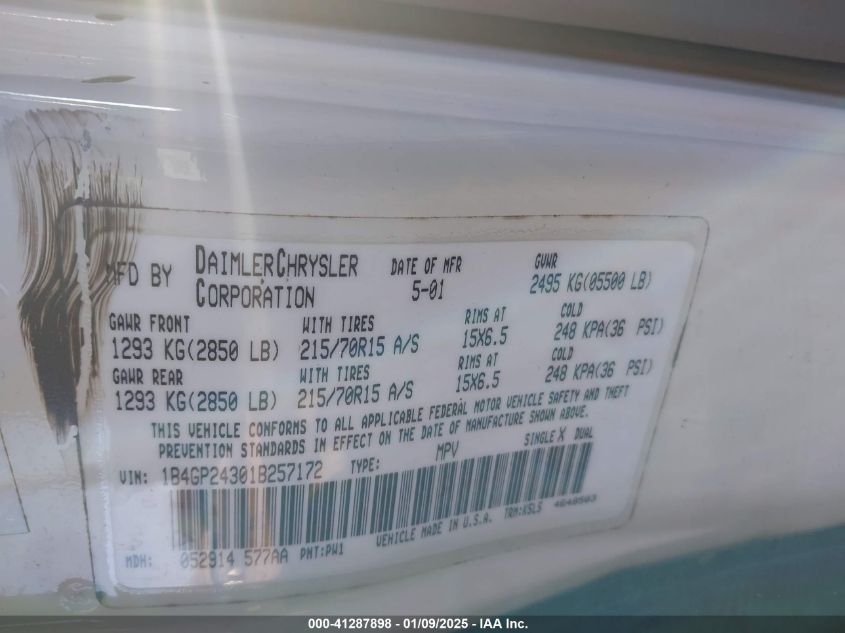 MFD BY DAIMLERCHRYSLER CORPORATION DATE OF MFR 5-01 GVWR 2495 KG(05500 LB)
GAWR FRONT WITH TIRES RIMS AT COLD
1293 KG(2850 LB) 215/70R15 A/S 15X6.5 248 KPA(36 PSI)
GAWR REAR WITH TIRES RIMS AT COLD
1293 KG(2850 LB) 215/70R15 A/S 15X6.5 248 KPA(36 PSI)
THIS VEHICLE CONFORMS TO ALL APPLICABLE FEDERAL MOTOR VEHICLE SAFETY AND THEFT
PREVENTION STANDARDS IN EFFECT ON THE DATE OF MANUFACTURE SHOWN ABOVE.
VIN: 1B4GP24301B257172 TYPE: MPV SINGLE X DUAL
MDH: 052914 577AA PNT:PW1 VEHICLE MADE IN U.S.A. TRM:K5LS 4648503
000-41287898 - 01/09/2025 - IAA Inc.